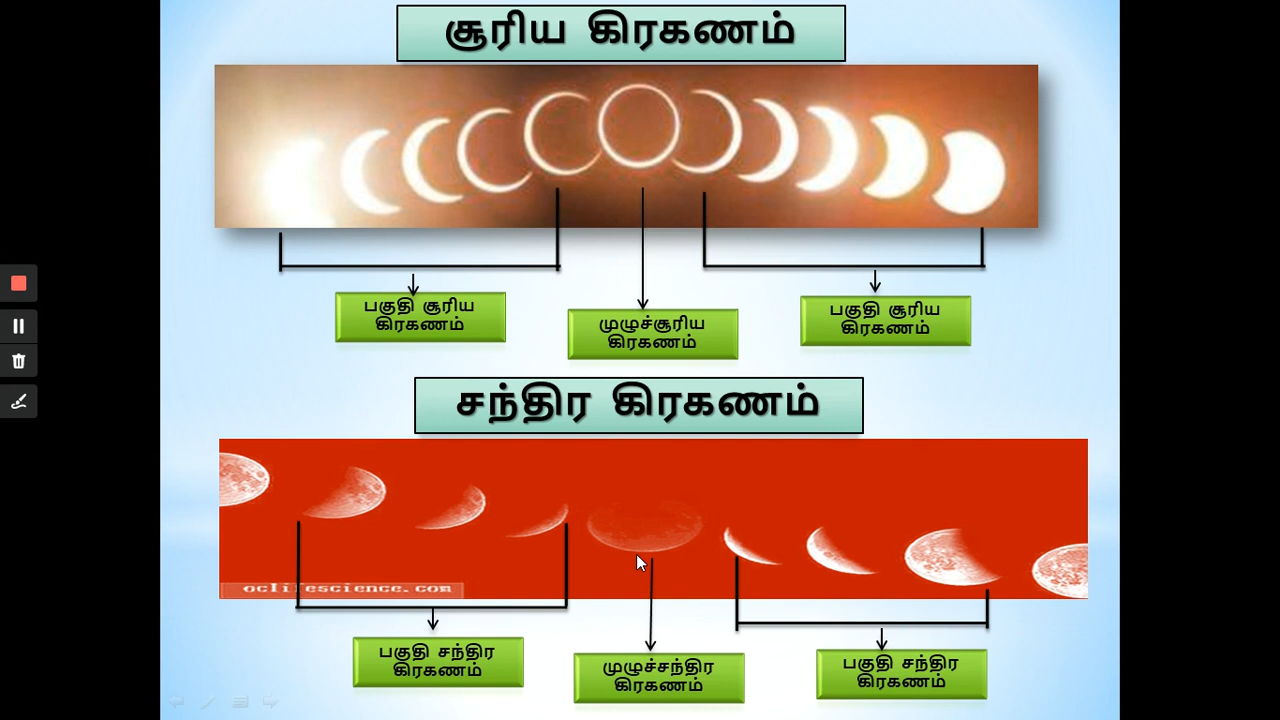 சூரிய கிரகணம்
பகுதி சூரிய
கிரகணம்
முழுச்சூரிய
கிரகணம்
பகுதி சூரிய
கிரகணம்
சந்திர கிரகணம்
oclifescience.com
பகுதி சந்திர
கிரகணம்
முழுச்சந்திர
கிரகணம்
பகுதி சந்திர
கிரகணம்